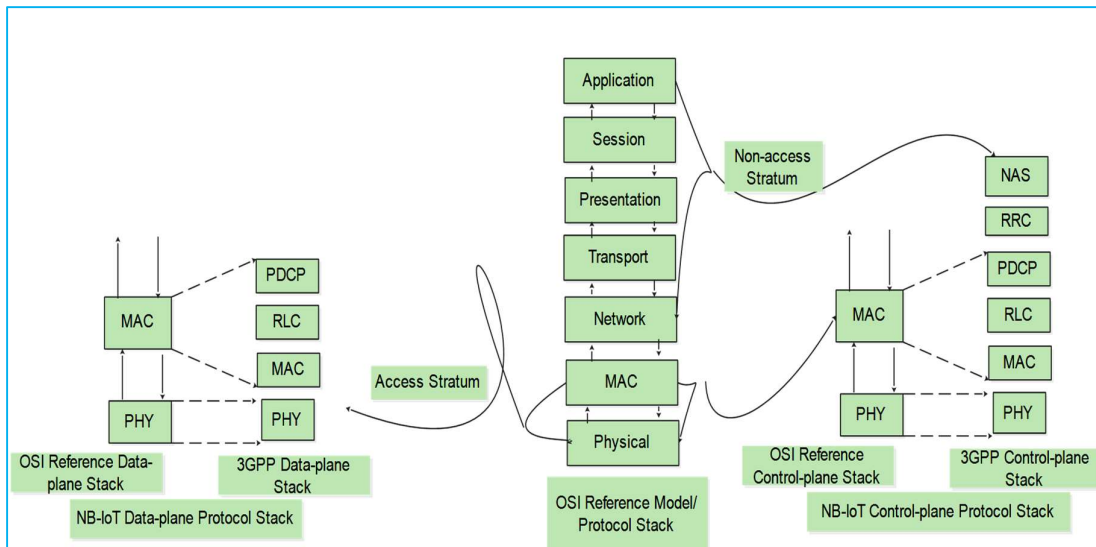 Application
Session
Presentation
Transport
Network
MAC
Physical
OSI Reference Model/
Protocol Stack
Non-access
Stratum
Access Stratum
MAC
PHY
OSI Reference Data-
plane Stack
PDCP
RLC
MAC
PHY
3GPP Data-plane
Stack
NB-IoT Data-plane Protocol Stack
MAC
PHY
OSI Reference
Control-plane Stack
NAS
RRC
PDCP
RLC
MAC
PHY
3GPP Control-plane
Stack
NB-IoT Control-plane Protocol Stack